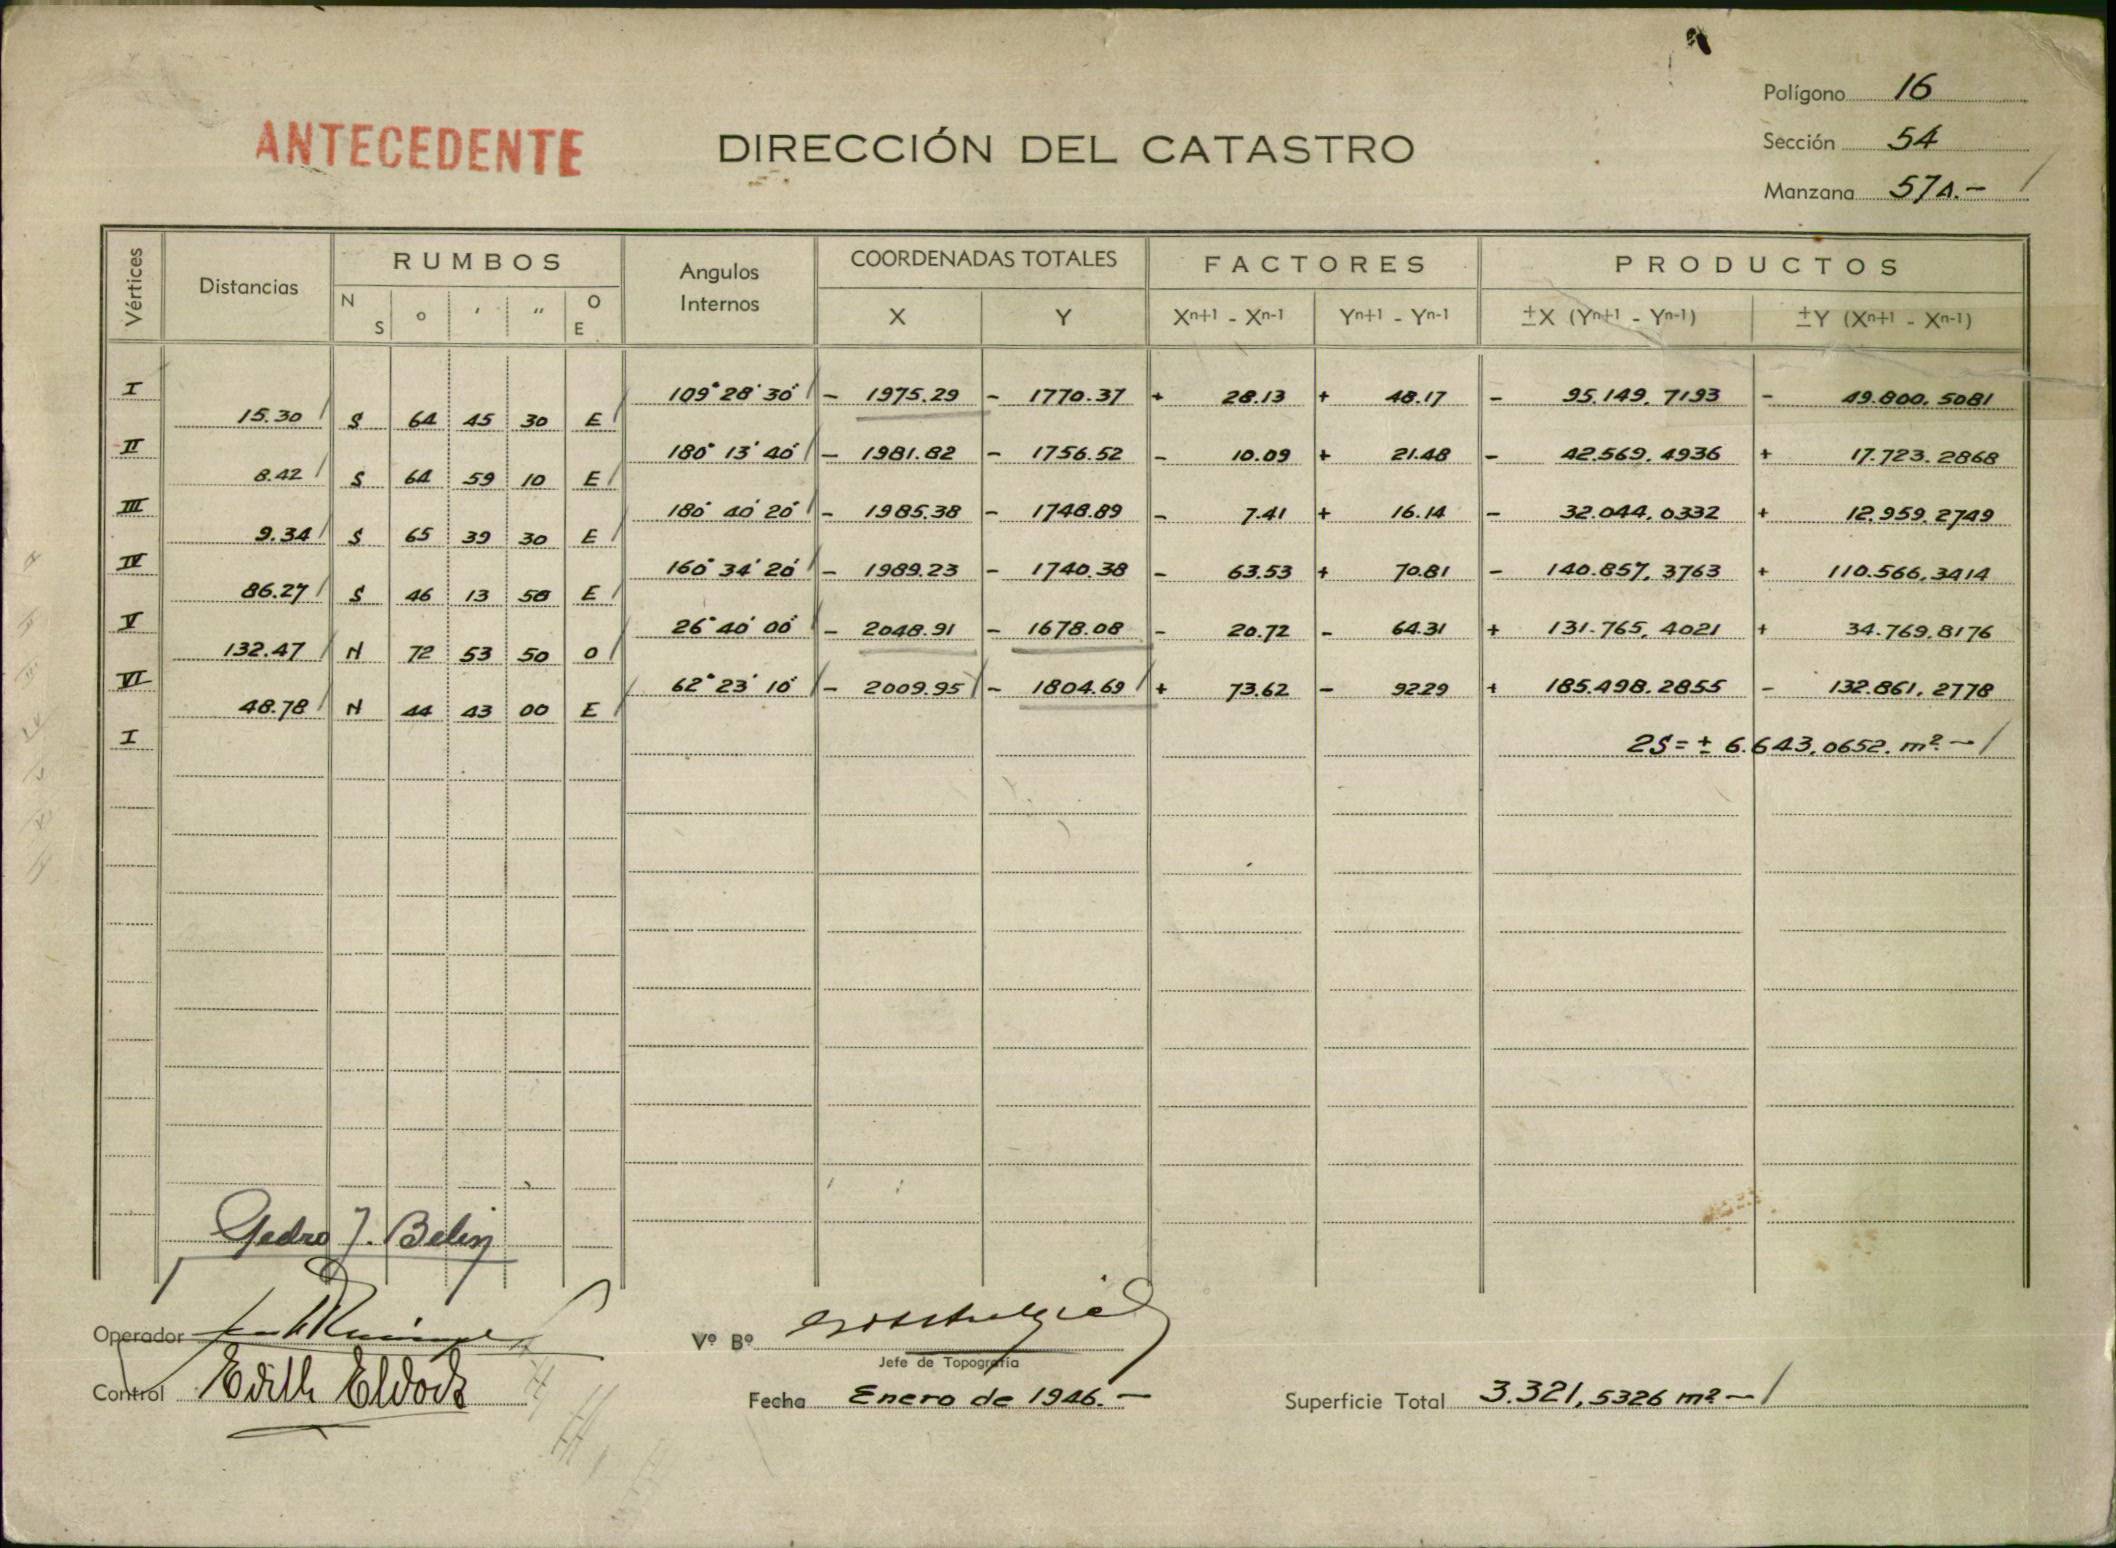 Polígono 16
ANTECEDENTE DIRECCIÓN DEL CATASTRO
Sección 54
Manzana 57A.-
Vértices Distancias RUMBOS Angulos Internos COORDENADAS TOTALES FACTORES PRODUCTOS
N S ° ' " O E X Y Xn+1 - Xn-1 Yn+1 - Yn-1 ±X (Yn+1 - Yn-1) ±Y (Xn+1 - Xn-1)
I 109° 28' 30" - 1975.29 - 1770.37 + 28.13 + 48.17 - 95.149,7193 - 49.800,5081
15.30 S 64 45 30 E
II 180° 13' 40" - 1981.82 - 1756.52 - 10.09 + 21.48 - 42.569,4936 + 17.723.2868
8.42 S 64 59 10 E
III 180° 40' 20" - 1985.38 - 1748.89 - 7.41 + 16.14 - 32.044,0332 + 12.959.2749
9.34 S 65 39 30 E
IV 160° 34' 20" - 1989.23 - 1740.38 - 63.53 + 70.81 - 140.857,3763 + 110.566,3414
86.27 S 46 13 50 E
V 26° 40' 00" - 2048.91 - 1678.08 - 20.72 - 64.31 + 131.765,4021 + 34.769.8176
132.47 N 72 53 50 O
VI 62° 23' 10" - 2009.95 - 1804.69 + 73.62 - 92.29 + 185.498.2855 - 132.861,2778
48.78 N 44 43 00 E
I 2S = ± 6.643,0652. m²-
Pedro J. Belin
Operador
Vº Bº
Jefe de Topografía
Control Edith Eldock
Fecha Enero de 1946.-
Superficie Total 3.321,5326 m²-